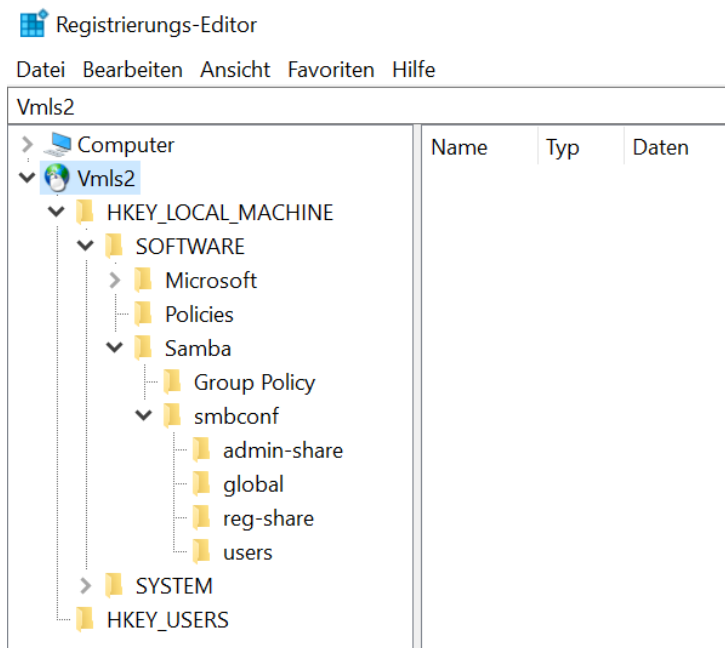 Registrierungs-Editor
Datei Bearbeiten Ansicht Favoriten Hilfe
Vmls2
Computer
Vmls2
HKEY_LOCAL_MACHINE
SOFTWARE
Microsoft
Policies
Samba
Group Policy
smbconf
admin-share
global
reg-share
users
SYSTEM
HKEY_USERS
Name Typ Daten